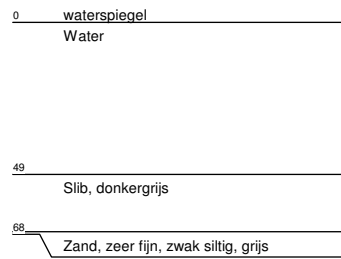 0 waterspiegel
Water
49
Slib, donkergrijs
68
Zand, zeer fijn, zwak siltig, grijs